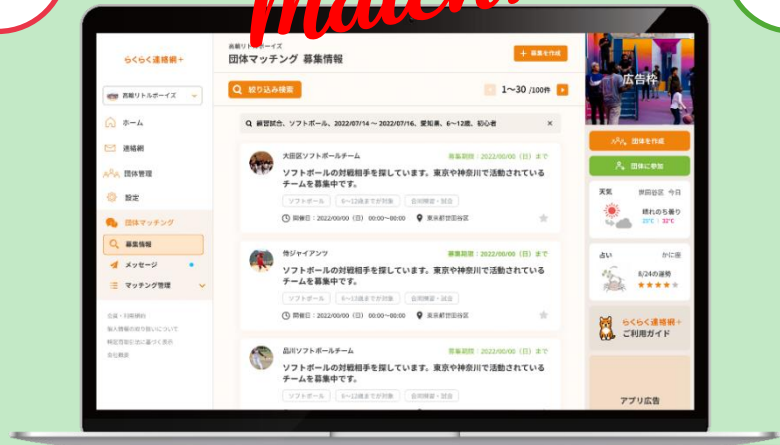 match
らくらく連絡網+
高輪リトルボーイズ
ホーム
連絡網
団体管理
設定
団体マッチング
募集情報
メッセージ
マッチング管理
会社概要
団体マッチング 募集情報
+ 募集を作成
絞り込み検索
1〜30 /100件
練習試合、ソフトボール、2022/07/14 〜 2022/07/16、愛知県、6〜12歳、初心者 ×
大田区ソフトボールチーム
募集期限:2022/00/00(日)まで
ソフトボールの対戦相手を探しています。東京や神奈川で活動されている
チームを募集中です。
ソフトボール 6〜12歳までが対象 合同練習・試合
開催日:2022/00/00(日) 00:00〜00:00 東京都世田谷区
侍ジャイアンツ
募集期限:2022/00/00(日)まで
ソフトボールの対戦相手を探しています。東京や神奈川で活動されている
チームを募集中です。
ソフトボール 6〜12歳までが対象 合同練習・試合
開催日:2022/00/00(日) 00:00〜00:00 東京都世田谷区
品川ソフトボールチーム
募集期限:2022/00/00(日)まで
ソフトボールの対戦相手を探しています。東京や神奈川で活動されている
チームを募集中です。
ソフトボール 6〜12歳までが対象 合同練習・試合
広告枠
団体を作成
団体に参加
天気 世田谷区 今日
晴れのち曇り
25℃ | 32℃
占い かに座
8/24の運勢
★★★★★
らくらく連絡網+
ご利用ガイド
アプリ広告